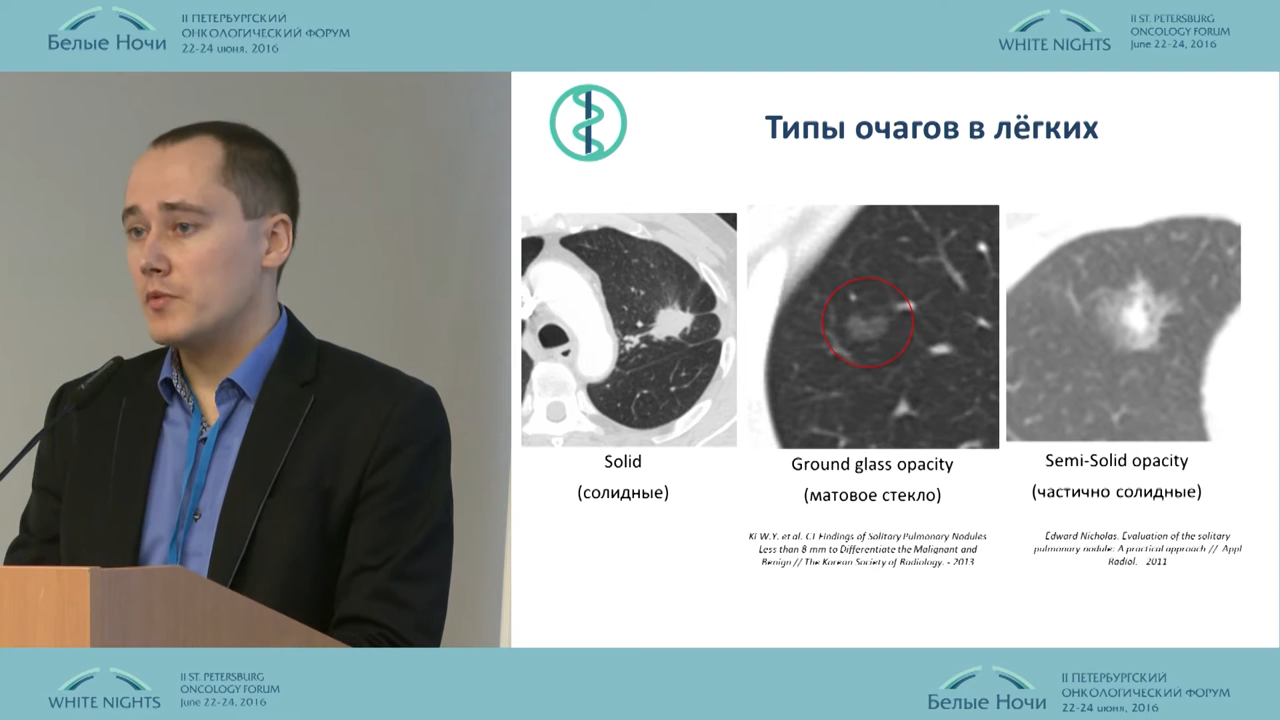 Белые Ночи
II ПЕТЕРБУРГСКИЙ
ОНКОЛОГИЧЕСКИЙ ФОРУМ
22-24 июня, 2016
WHITE NIGHTS
II ST. PETERSBURG
ONCOLOGY FORUM
June 22-24, 2016
Типы очагов в лёгких
Solid
(солидные)
Ground glass opacity
(матовое стекло)
Semi-Solid opacity
(частично солидные)
Ki W.Y. et al. CT Findings of Solitary Pulmonary Nodules
Less than 8 mm to Differentiate the Malignant and
Benign // The Korean Society of Radiology. - 2013
Edward Nicholas. Evaluation of the solitary
pulmonary nodule: A practical approach // Appl
Radiol. 2011
WHITE NIGHTS
II ST. PETERSBURG
ONCOLOGY FORUM
June 22-24, 2016
Белые Ночи
II ПЕТЕРБУРГСКИЙ
ОНКОЛОГИЧЕСКИЙ ФОРУМ
22-24 июня, 2016